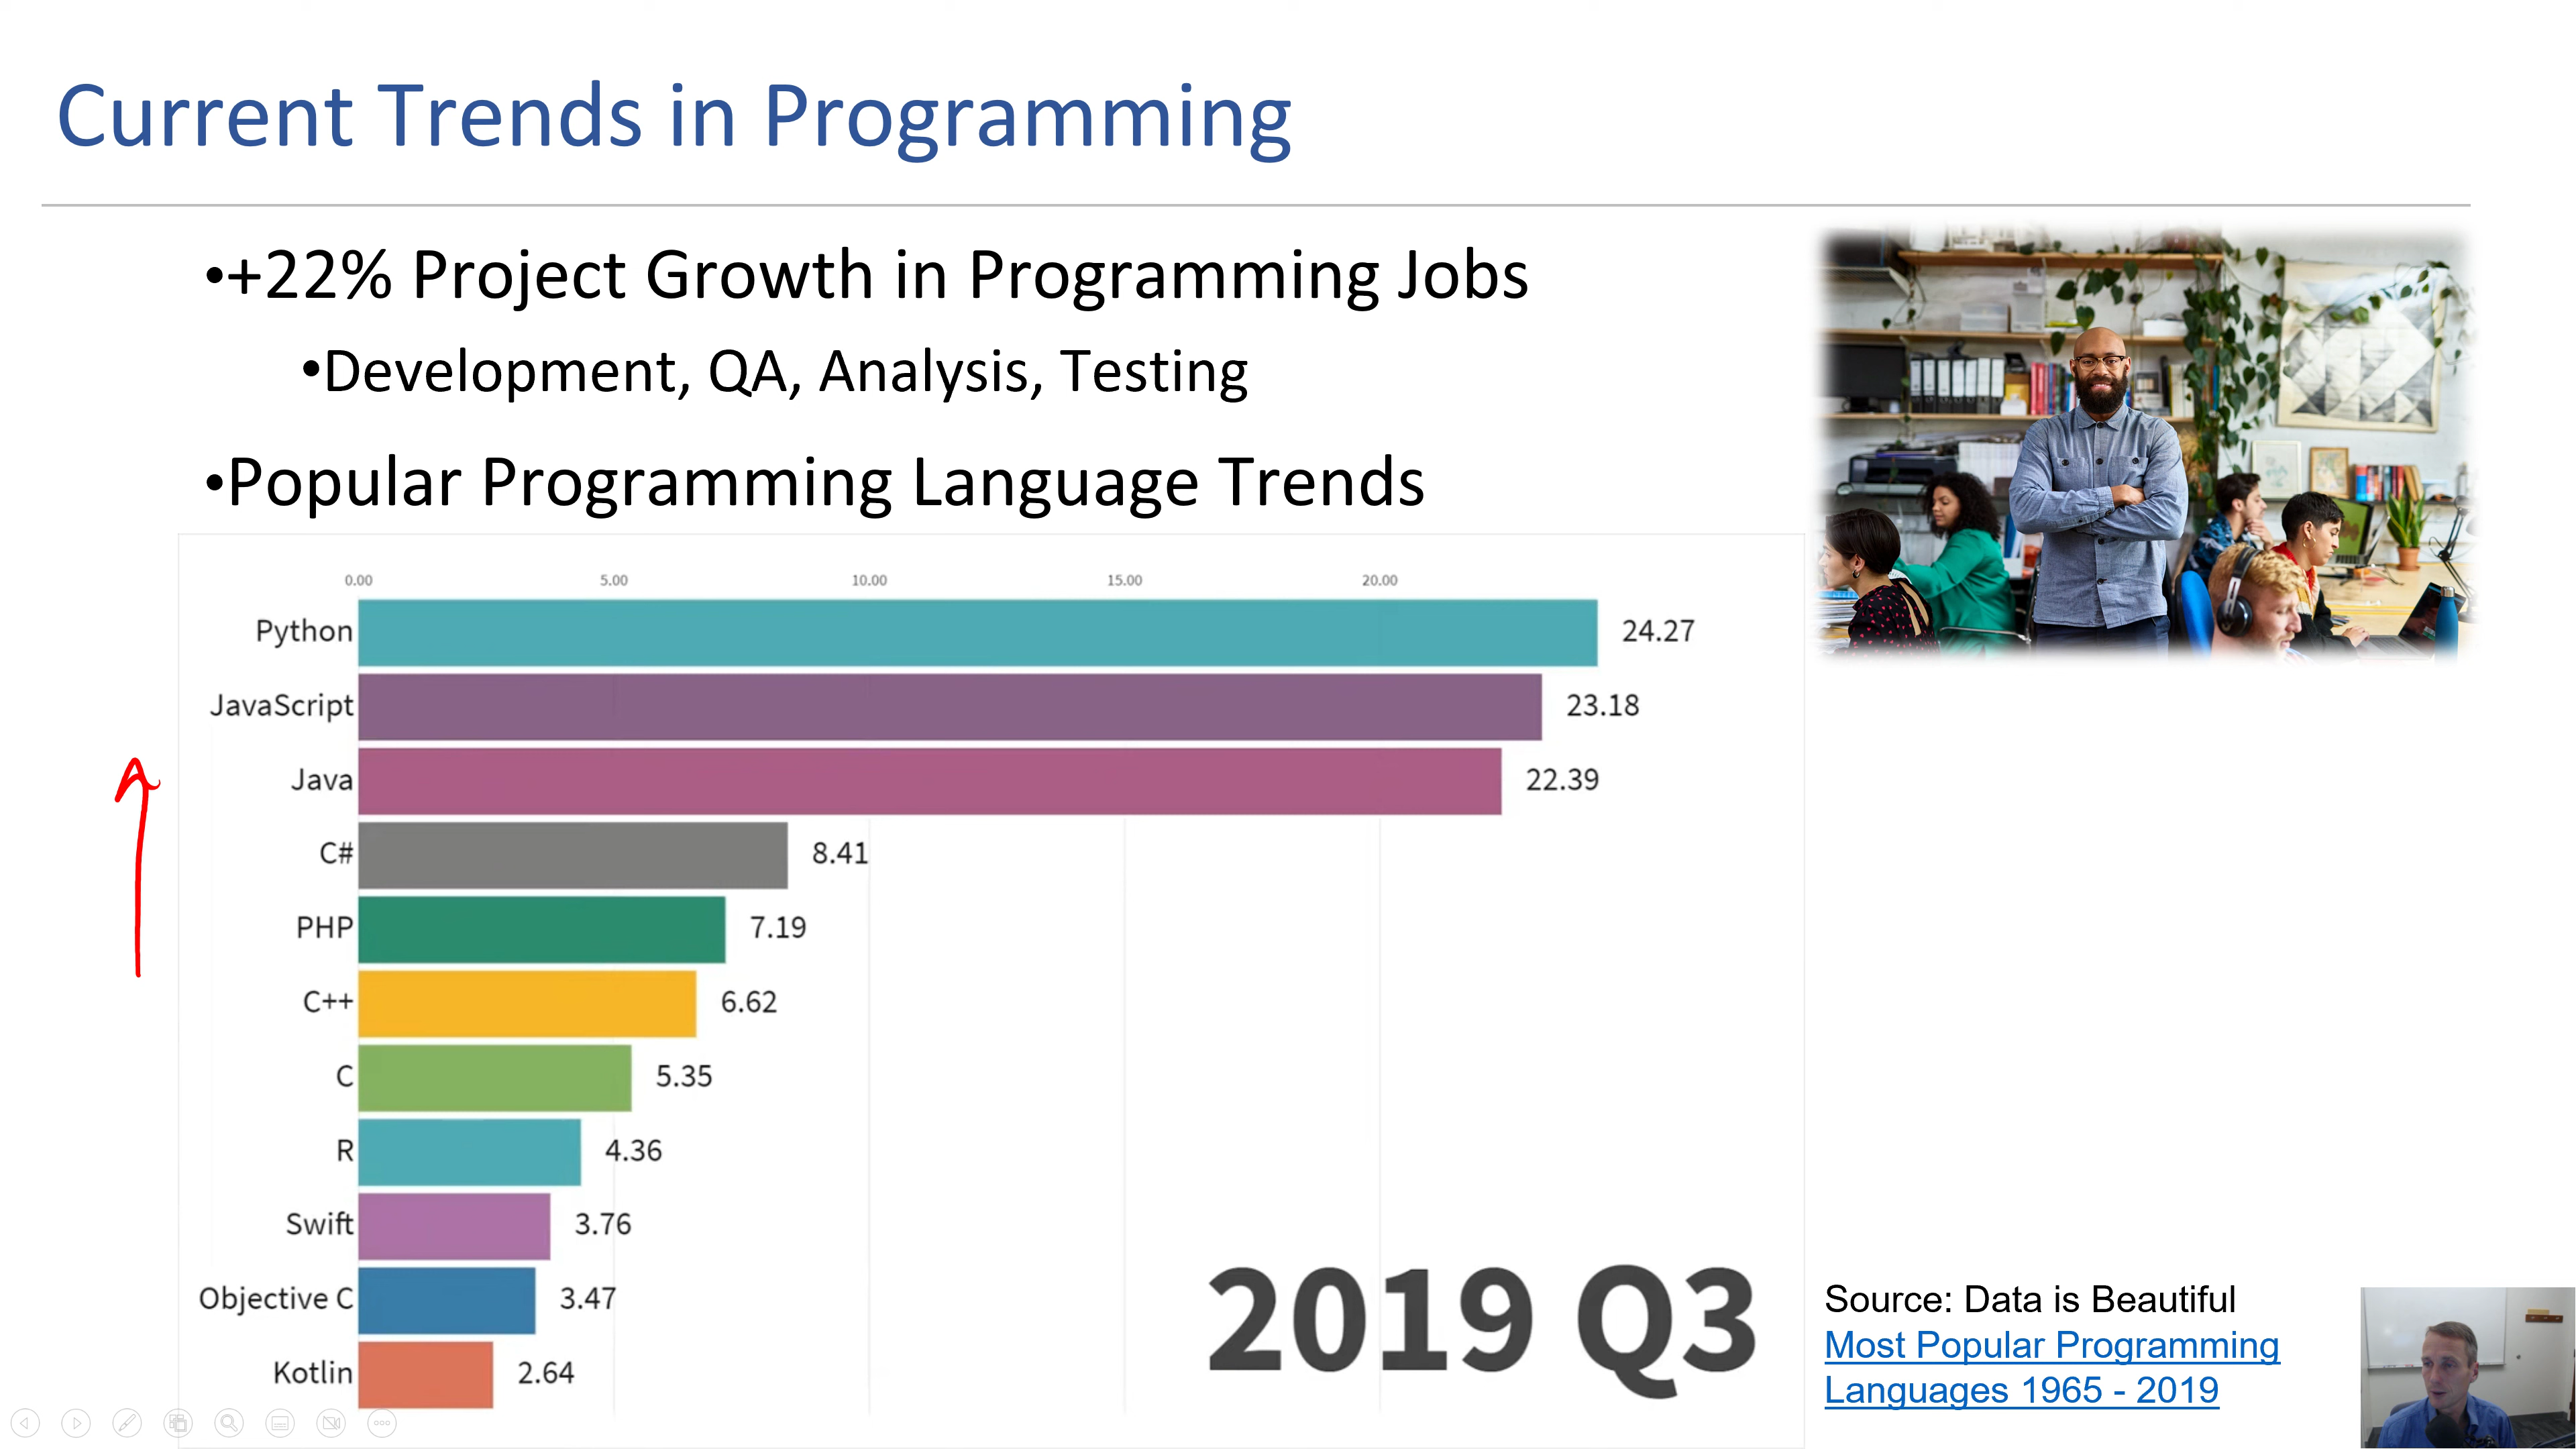 Current Trends in Programming
•+22% Project Growth in Programming Jobs
•Development, QA, Analysis, Testing
•Popular Programming Language Trends
0.00 5.00 10.00 15.00 20.00
Python 24.27
JavaScript 23.18
Java 22.39
C# 8.41
PHP 7.19
C++ 6.62
C 5.35
R 4.36
Swift 3.76
Objective C 3.47
Kotlin 2.64
2019 Q3
Source: Data is Beautiful
Most Popular Programming
Languages 1965 - 2019